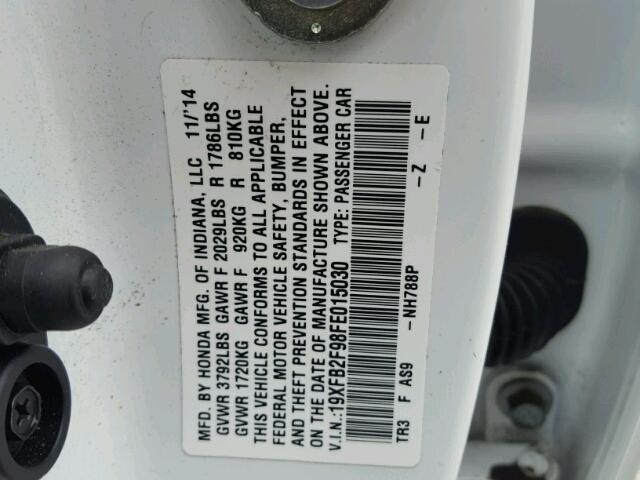 MFD. BY HONDA MFG. OF INDIANA, LLC 11/'14
GVWR 3792LBS GAWR F 2029LBS R 1786LBS
GVWR 1720KG GAWR F 920KG R 810KG
THIS VEHICLE CONFORMS TO ALL APPLICABLE
FEDERAL MOTOR VEHICLE SAFETY, BUMPER,
AND THEFT PREVENTION STANDARDS IN EFFECT
ON THE DATE OF MANUFACTURE SHOWN ABOVE.
V.I.N.:19XFB2F98FE015030 TYPE: PASSENGER CAR
TR3 F AS9 -NH788P -Z -E